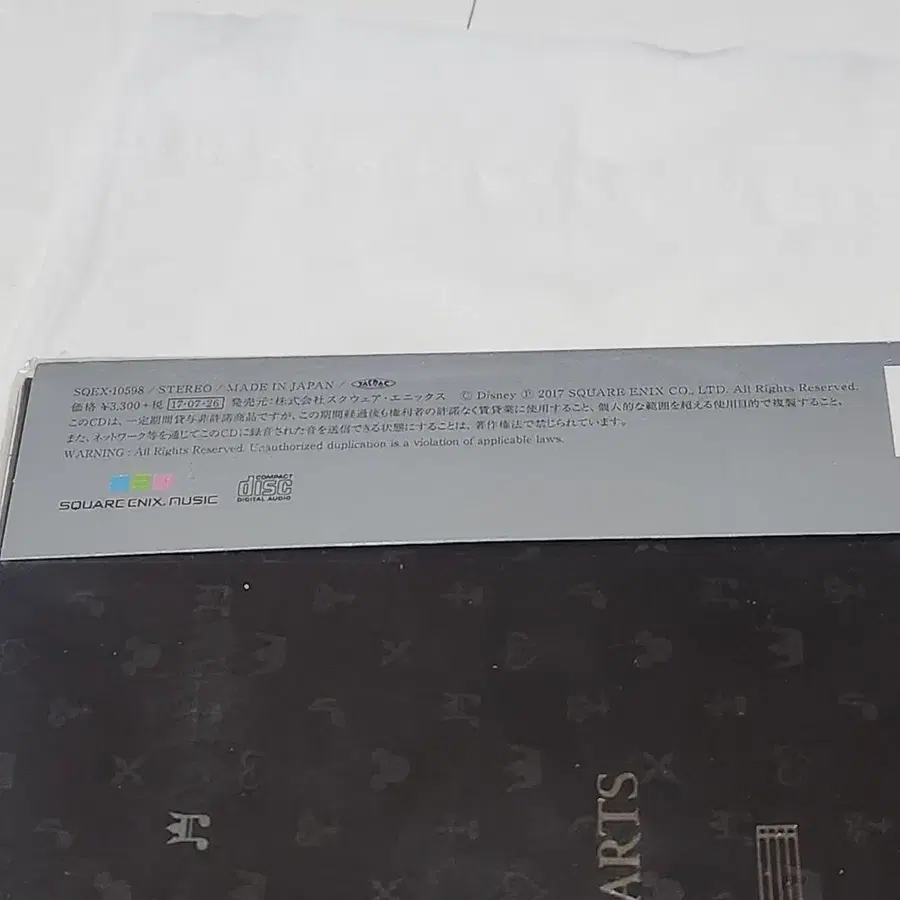 SQEX-10598 / STEREO / MADE IN JAPAN / JASRAC
価格 ¥3,300+税 17·07·26 発売元:株式会社スクウェア・エニックス © Disney ℗ 2017 SQUARE ENIX CO., LTD. All Rights Reserved.
このCDは、一定期間貸与非許諾商品ですが、この期間経過後も権利者の許諾なく賃貸業に使用すること、個人的な範囲を超える使用目的で複製すること、
また、ネットワーク等を通じてこのCDに録音された音を送信できる状態にすることは、著作権法で禁じられています。
WARNING : All Rights Reserved. Unauthorized duplication is a violation of applicable laws.
SQUARE ENIX. MUSIC
COMPACT
disc
DIGITAL AUDIO
ARTS